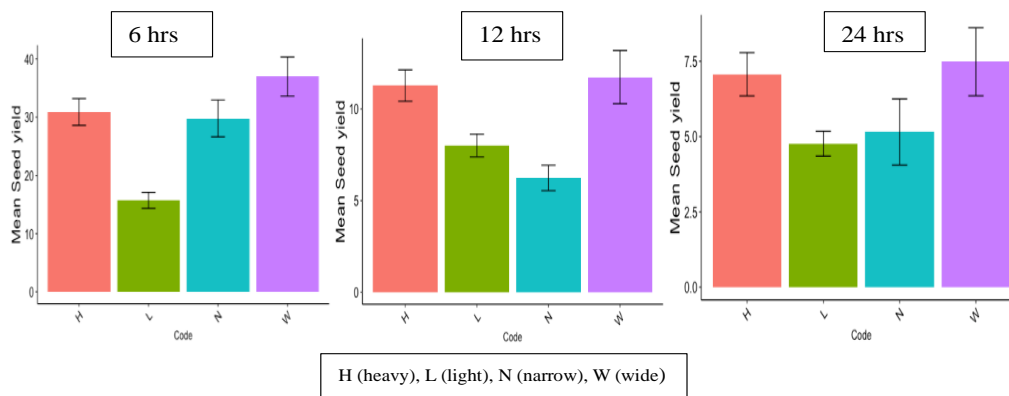 6 hrs
12 hrs
24 hrs
Mean Seed yield
40
30
20
10
0
H
L
N
W
Code
Mean Seed yield
10
5
0
H
L
N
W
Code
Mean Seed yield
7.5
5.0
2.5
0.0
H
L
N
W
Code
H (heavy), L (light), N (narrow), W (wide)